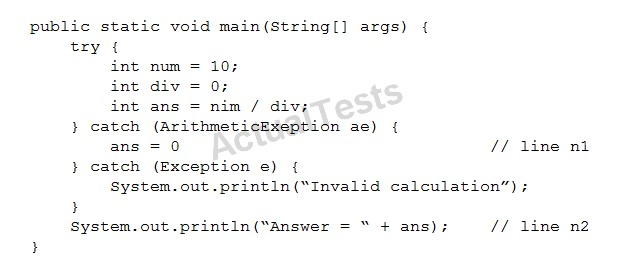 public static void main(String[] args) {
try {
int num = 10;
int div = 0;
int ans = nim / div;
} catch (ArithmeticExeption ae) {
ans = 0 // line n1
} catch (Exception e) {
System.out.println(“Invalid calculation”);
}
System.out.println(“Answer = “ + ans); // line n2
}
ActualTests